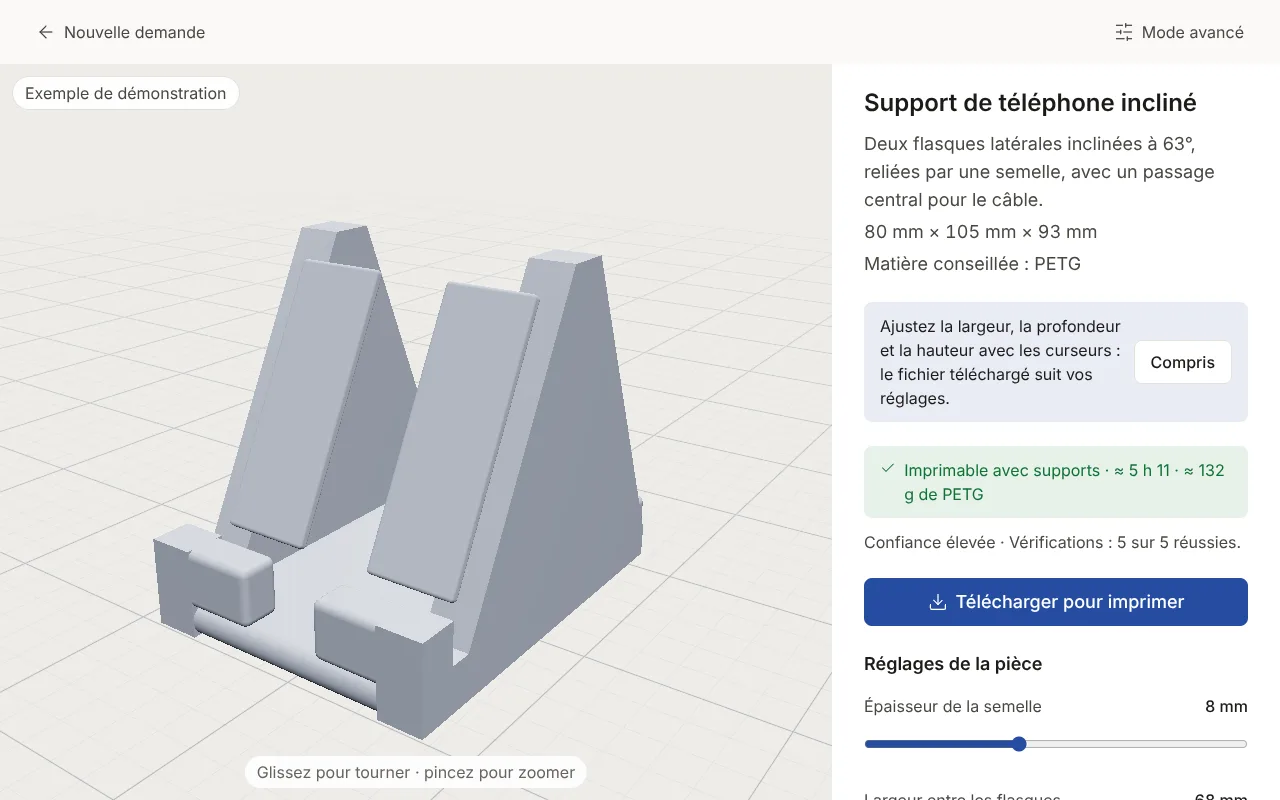 Nouvelle demande
Mode avancé
Exemple de démonstration
Support de téléphone incliné
Deux flasques latérales inclinées à 63°,
reliées par une semelle, avec un passage
central pour le câble.
80 mm × 105 mm × 93 mm
Matière conseillée : PETG
Ajustez la largeur, la profondeur
et la hauteur avec les curseurs :
le fichier téléchargé suit vos
réglages.
Compris
Imprimable avec supports · ≈ 5 h 11 · ≈ 132
g de PETG
Confiance élevée · Vérifications : 5 sur 5 réussies.
Télécharger pour imprimer
Réglages de la pièce
Épaisseur de la semelle
8 mm
Largeur entre les flasques
68 mm
Glissez pour tourner · pincez pour zoomer